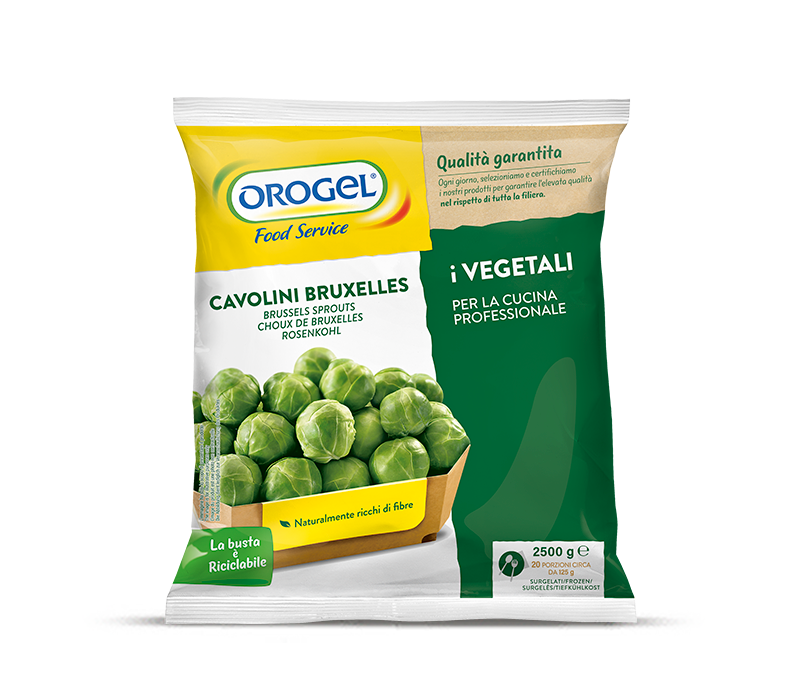 OROGEL®
Food Service
Qualità garantita
Ogni giorno, selezioniamo e certifichiamo
i nostri prodotti per garantire l'elevata qualità
nel rispetto di tutta la filiera.
i VEGETALI
PER LA CUCINA
PROFESSIONALE
CAVOLINI BRUXELLES
BRUSSELS SPROUTS
CHOUX DE BRUXELLES
ROSENKOHL
Naturalmente ricchi di fibre
La busta
è
Riciclabile
2500 g ℮
20 PORZIONI CIRCA
DA 125 g
SURGELATI/FROZEN/
SURGELÉS/TIEFKÜHLKOST